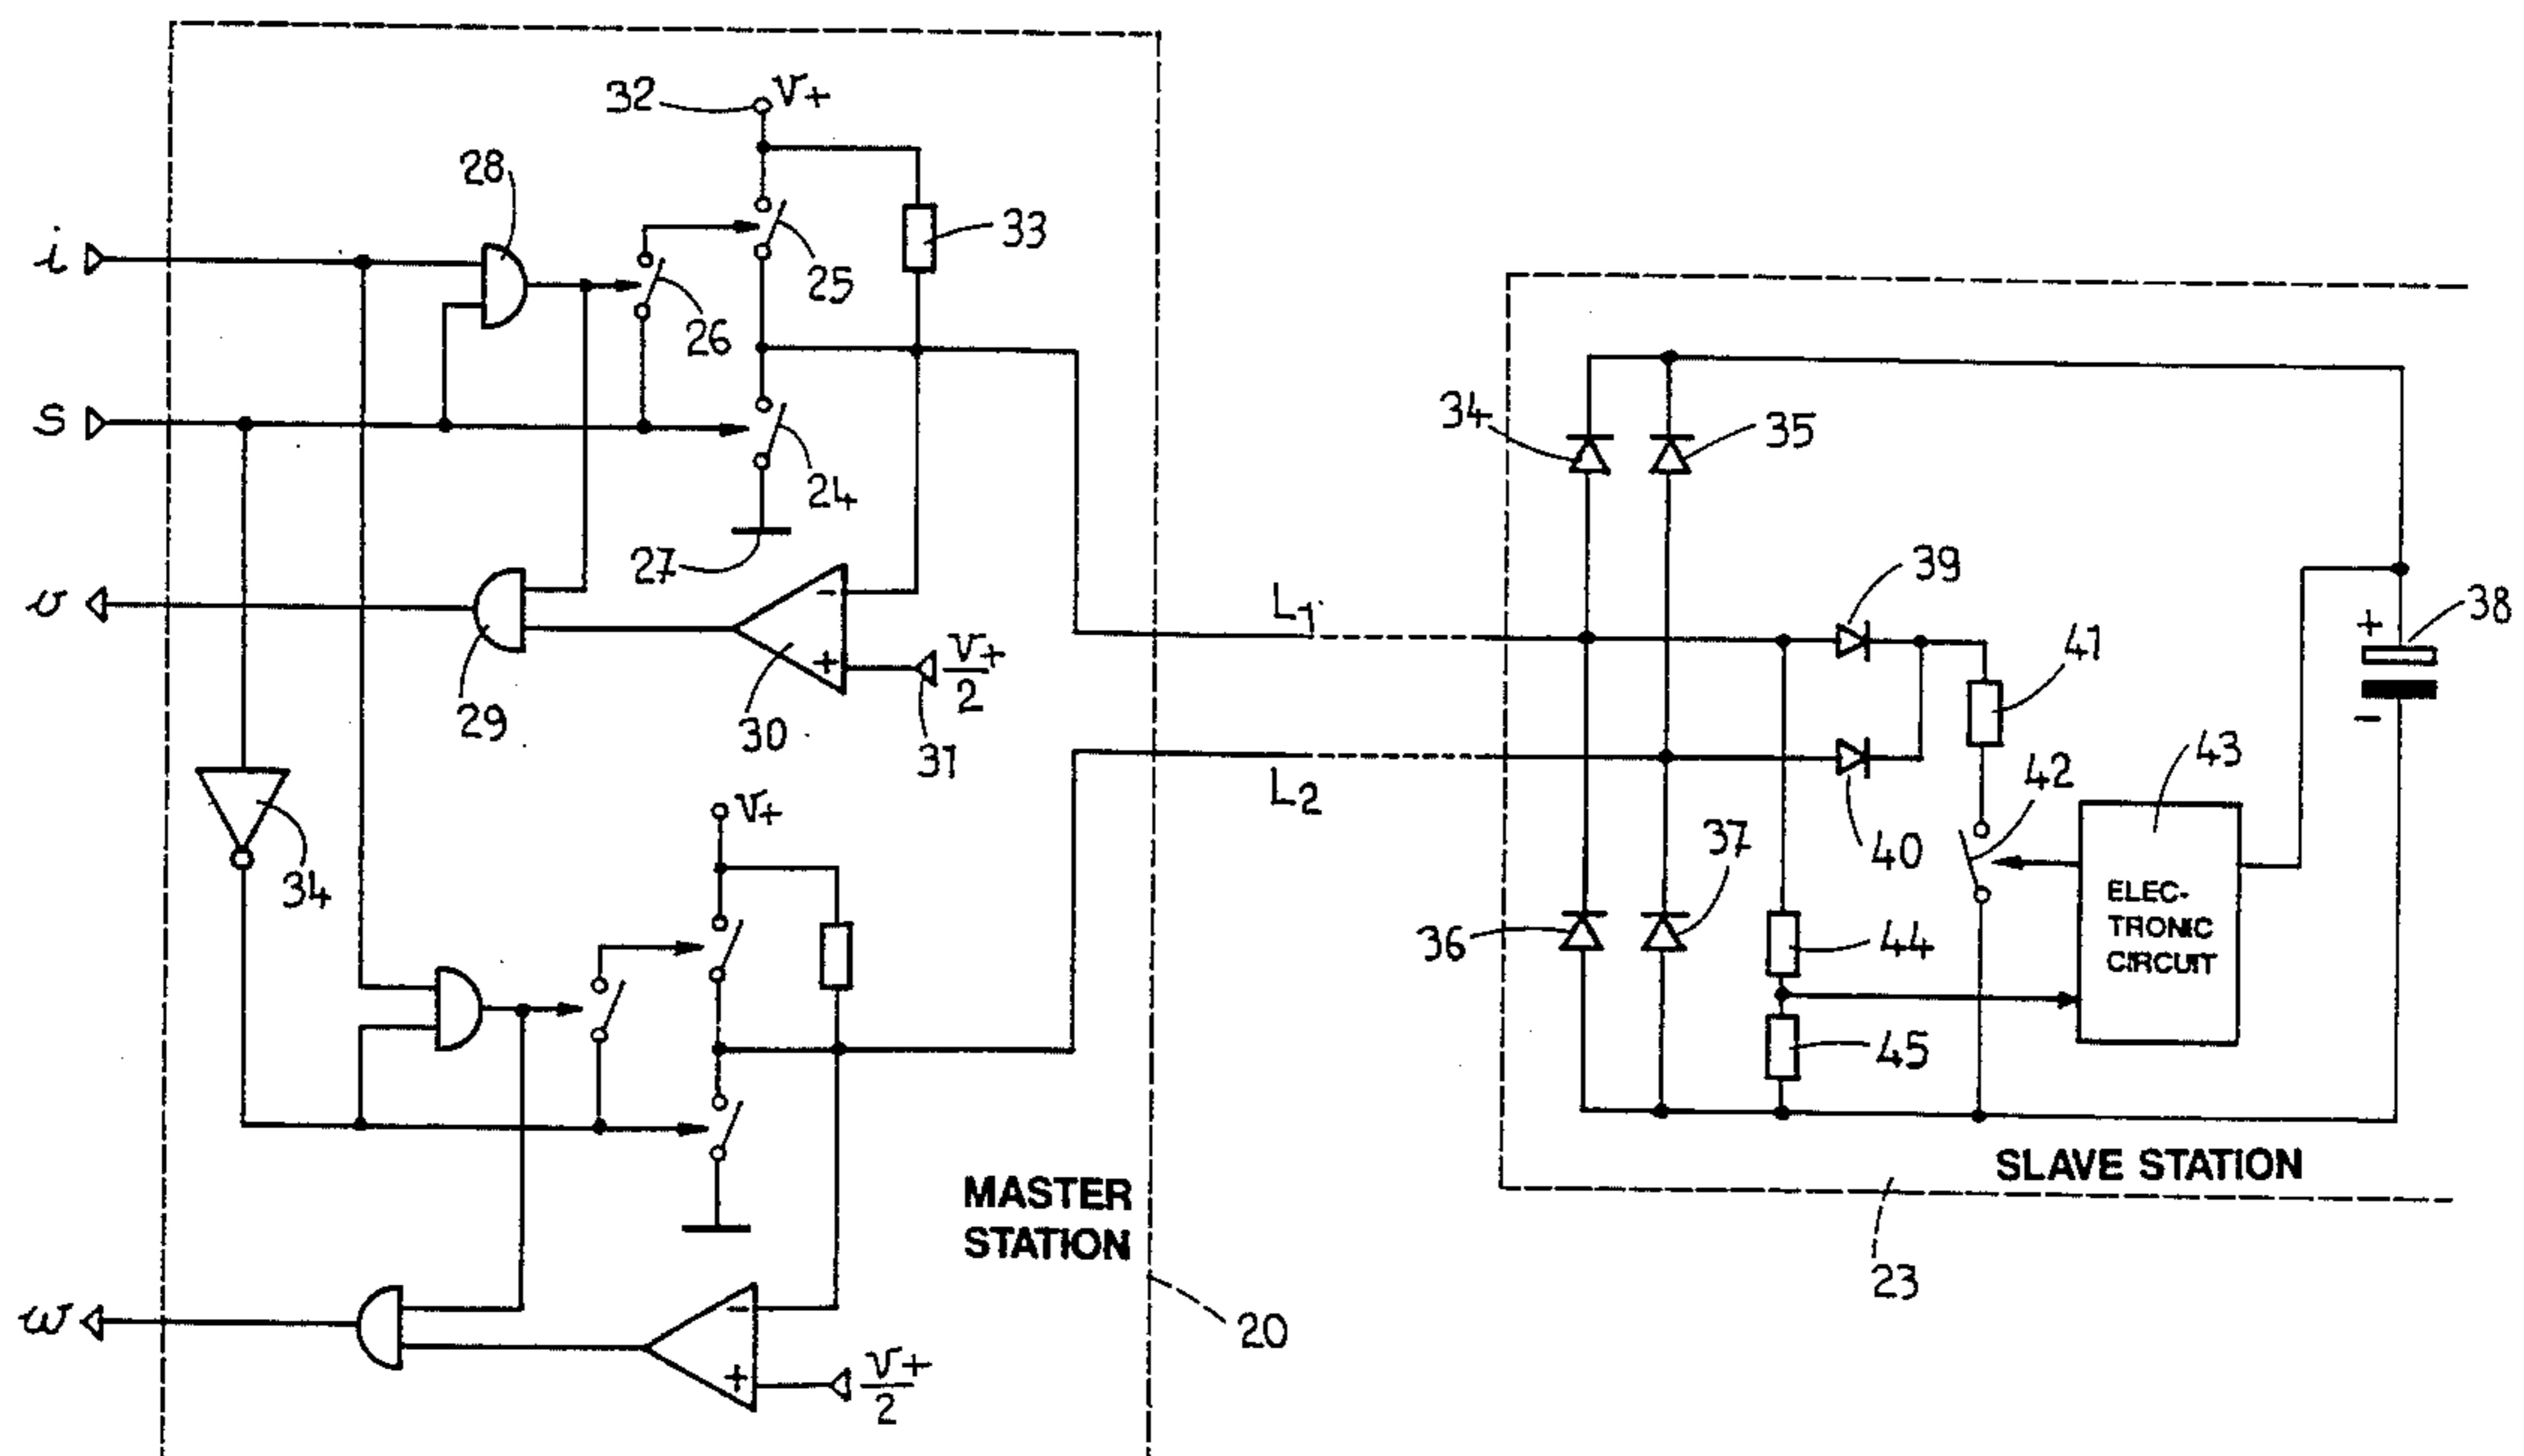 32
V+
28
i
33
25
26
S
34
35
24
27
v
39
L1
38
+
41
-
+
V+
2
29
30
31
-
43
42
V+
L2
40
37
34
ELEC-
TRONIC
CIRCUIT
36
44
45
SLAVE STATION
MASTER
STATION
23
-
w
20
+
V+
2